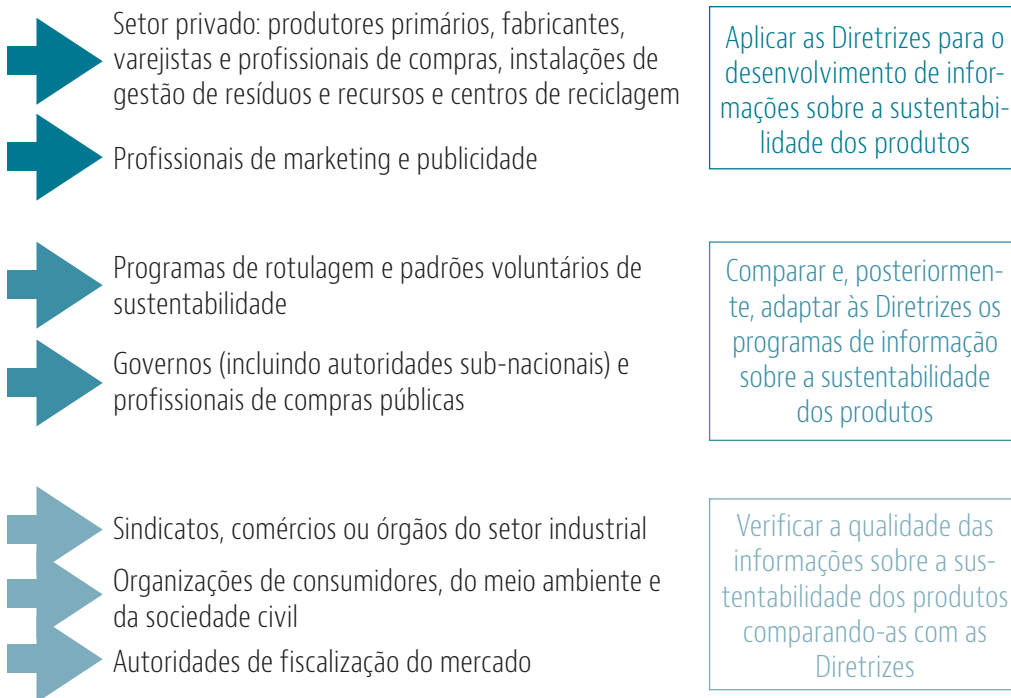 Setor privado: produtores primários, fabricantes,
varejistas e profissionais de compras, instalações de
gestão de resíduos e recursos e centros de reciclagem
Profissionais de marketing e publicidade
Aplicar as Diretrizes para o
desenvolvimento de infor-
mações sobre a sustentabi-
lidade dos produtos
Programas de rotulagem e padrões voluntários de
sustentabilidade
Governos (incluindo autoridades sub-nacionais) e
profissionais de compras públicas
Comparar e, posteriormen-
te, adaptar às Diretrizes os
programas de informação
sobre a sustentabilidade
dos produtos
Sindicatos, comércios ou órgãos do setor industrial
Organizações de consumidores, do meio ambiente e
da sociedade civil
Autoridades de fiscalização do mercado
Verificar a qualidade das
informações sobre a sus-
tentabilidade dos produtos
comparando-as com as
Diretrizes